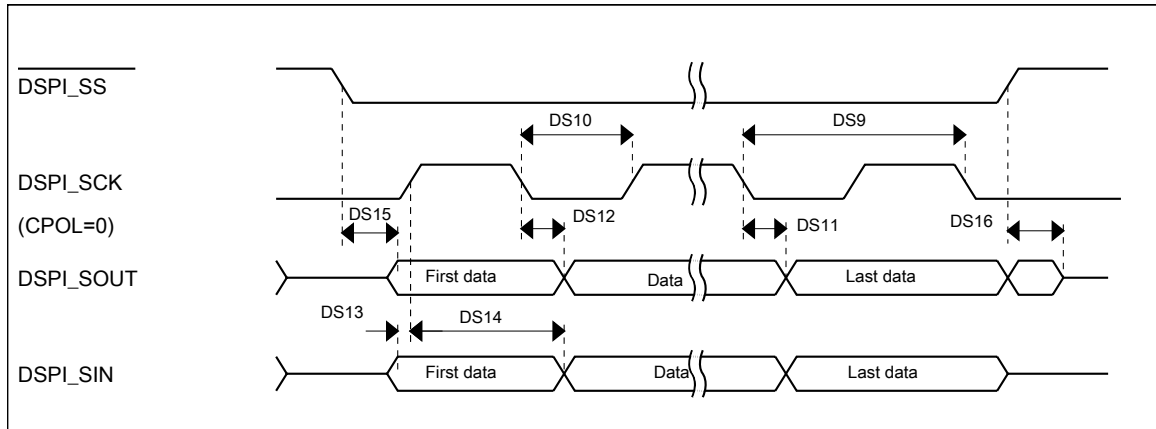 DSPI_SS
DS10
DS9
DSPI_SCK
(CPOL=0)
DS15
DS12
DS11
DS16
DSPI_SOUT
First data
Data
Last data
DS13
DS14
DSPI_SIN
First data
Data
Last data